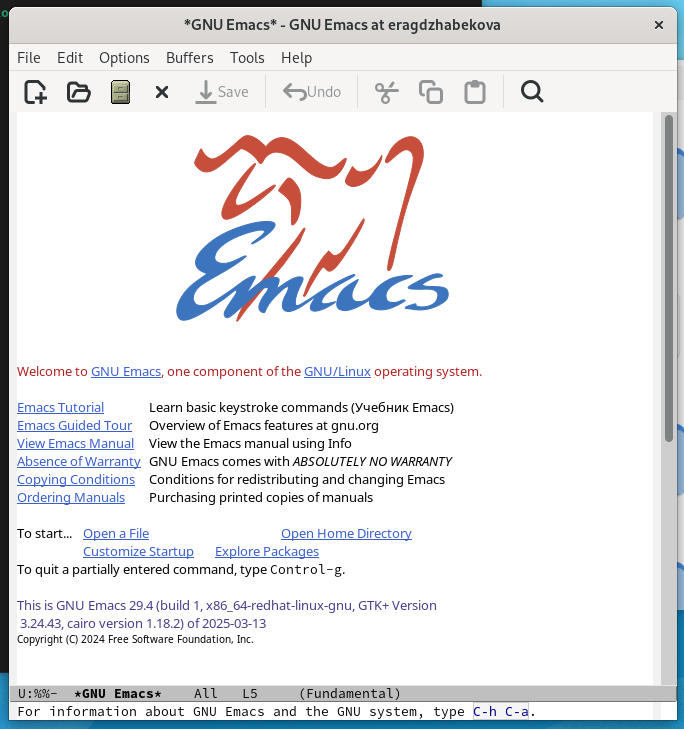 *GNU Emacs* - GNU Emacs at eragdzhabekova
File Edit Options Buffers Tools Help
Save Undo
Emacs
Welcome to GNU Emacs, one component of the GNU/Linux operating system.
Emacs Tutorial Learn basic keystroke commands (Учебник Emacs)
Emacs Guided Tour Overview of Emacs features at gnu.org
View Emacs Manual View the Emacs manual using Info
Absence of Warranty GNU Emacs comes with ABSOLUTELY NO WARRANTY
Copying Conditions Conditions for redistributing and changing Emacs
Ordering Manuals Purchasing printed copies of manuals
To start... Open a File Open Home Directory
Customize Startup Explore Packages
To quit a partially entered command, type Control-g.
This is GNU Emacs 29.4 (build 1, x86_64-redhat-linux-gnu, GTK+ Version
3.24.43, cairo version 1.18.2) of 2025-03-13
Copyright (C) 2024 Free Software Foundation, Inc.
U:%%- *GNU Emacs* All L5 (Fundamental)
For information about GNU Emacs and the GNU system, type C-h C-a.